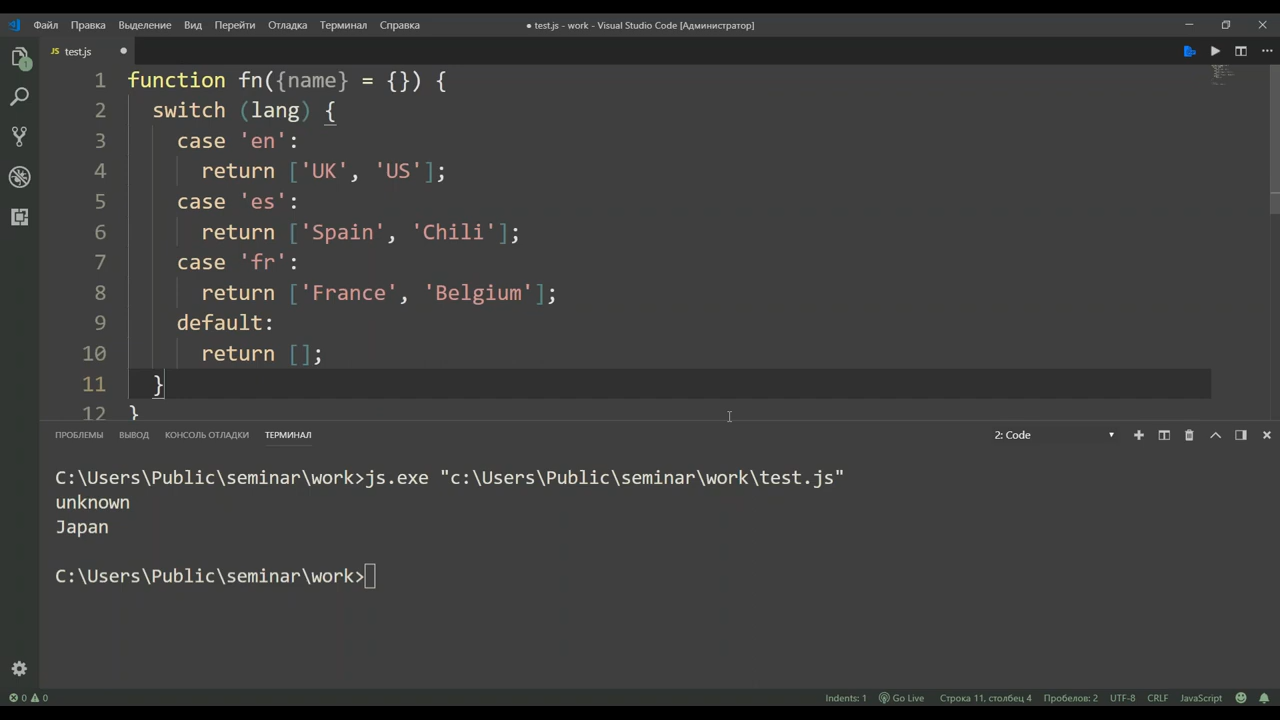 Файл Правка Выделение Вид Перейти Отладка Терминал Справка ● test.js - work - Visual Studio Code [Администратор]
JS test.js ●
1 function fn({name} = {}) {
2 switch (lang) {
3 case 'en':
4 return ['UK', 'US'];
5 case 'es':
6 return ['Spain', 'Chili'];
7 case 'fr':
8 return ['France', 'Belgium'];
9 default:
10 return [];
11 }
12 }
ПРОБЛЕМЫ ВЫВОД КОНСОЛЬ ОТЛАДКИ ТЕРМИНАЛ 2: Code
C:\Users\Public\seminar\work>js.exe "c:\Users\Public\seminar\work\test.js"
unknown
Japan
C:\Users\Public\seminar\work>
0 0 Indents: 1 Go Live Строка 11, столбец 4 Пробелов: 2 UTF-8 CRLF JavaScript
1